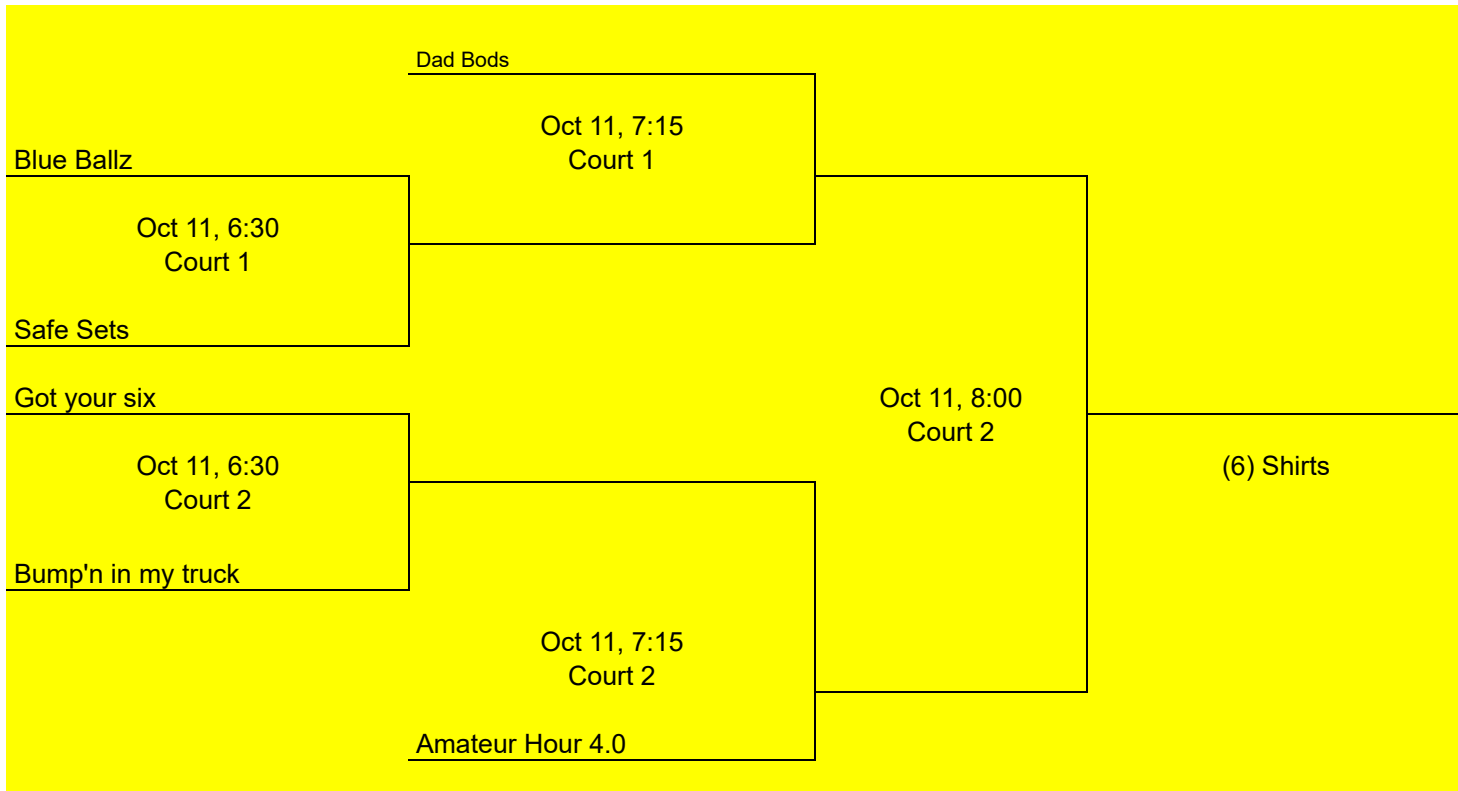 Dad Bods
Oct 11, 7:15
Court 1
Blue Ballz
Oct 11, 6:30
Court 1
Safe Sets
Got your six
Oct 11, 6:30
Court 2
Bump'n in my truck
Oct 11, 7:15
Court 2
Amateur Hour 4.0
Oct 11, 8:00
Court 2
(6) Shirts